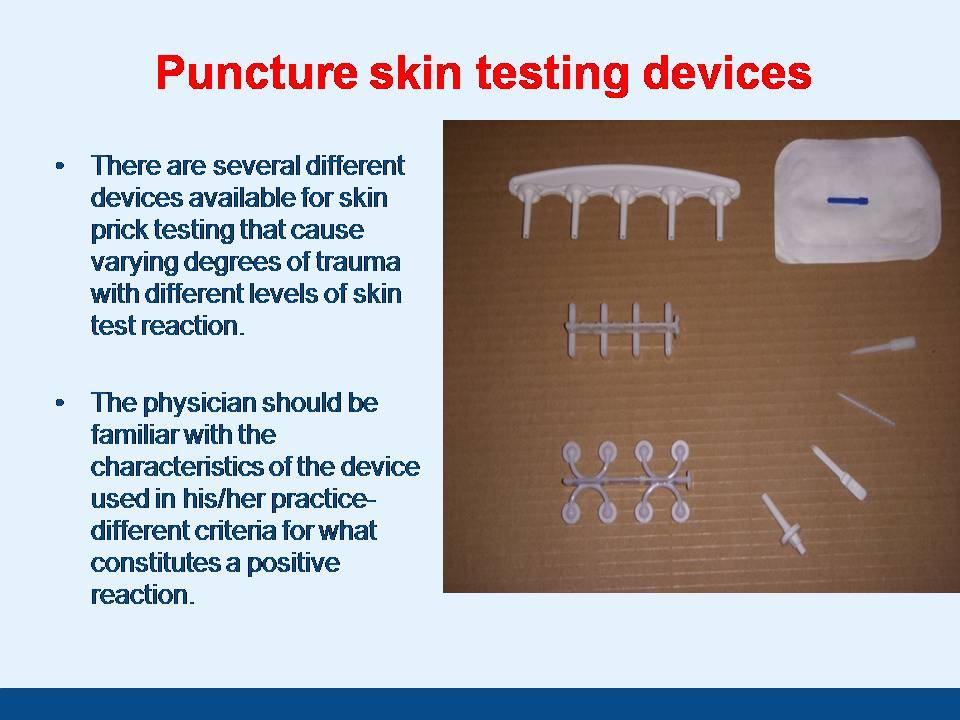 Puncture skin testing devices
• There are several different
devices available for skin
prick testing that cause
varying degrees of trauma
with different levels of skin
test reaction.
• The physician should be
familiar with the
characteristics of the device
used in his/her practice-
different criteria for what
constitutes a positive
reaction.